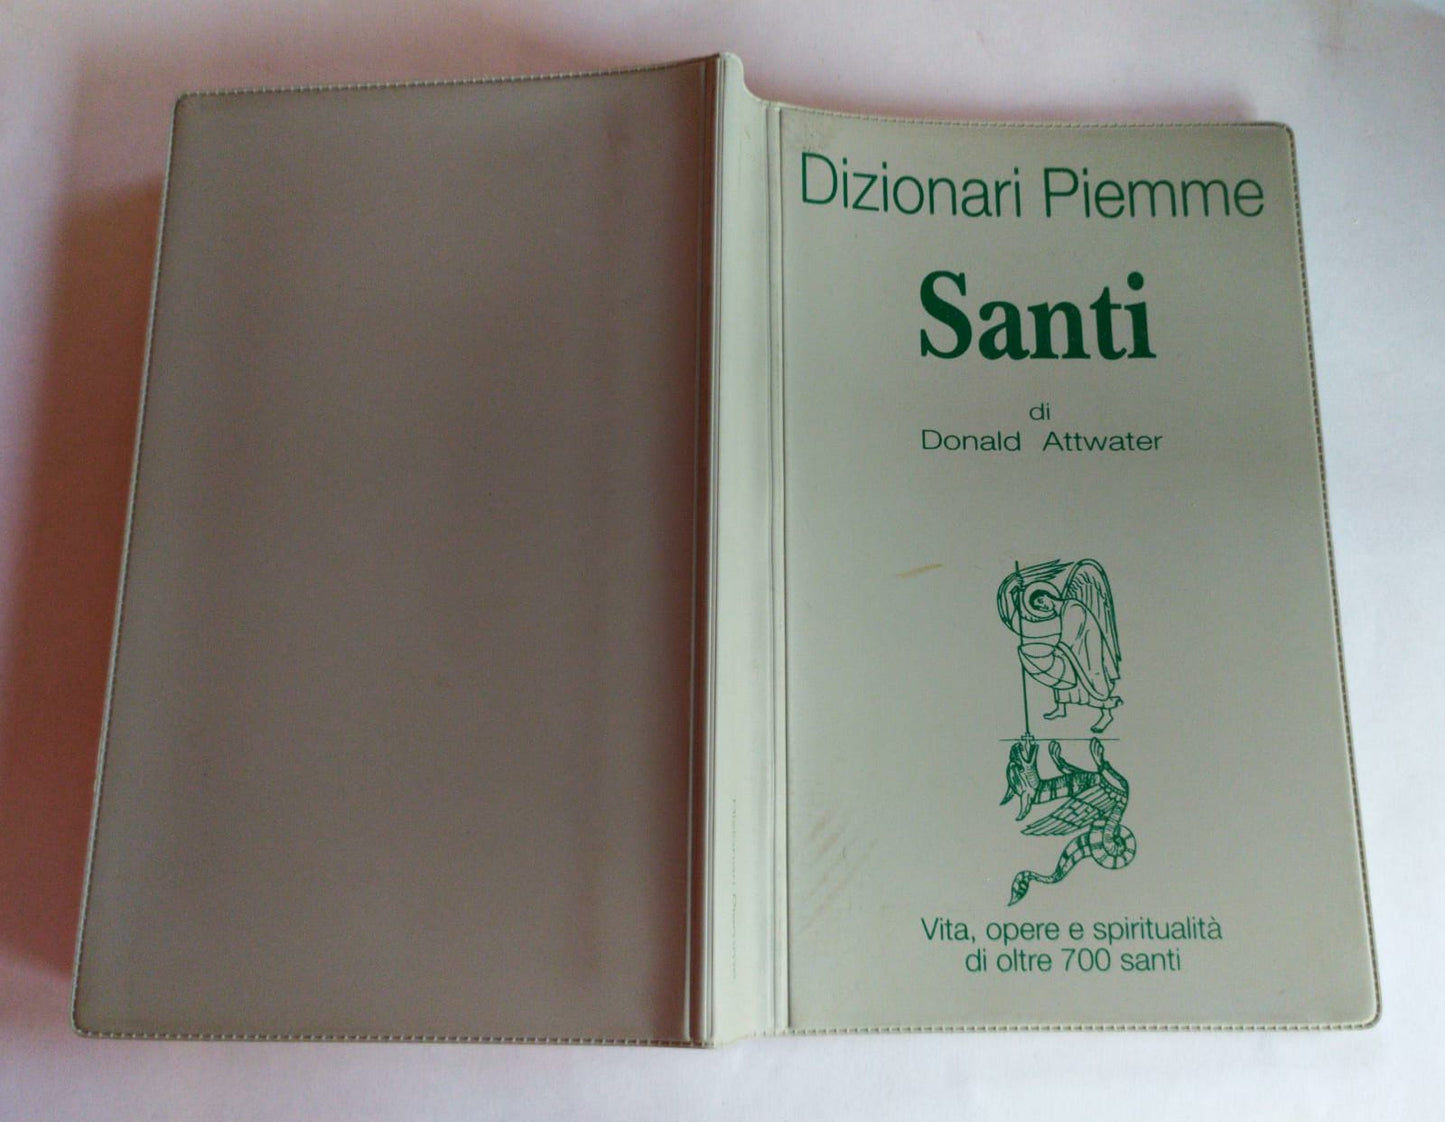 Dizionari Piemme
Santi
di
Donald Attwater
Vita, opere e spiritualità
di oltre 700 santi